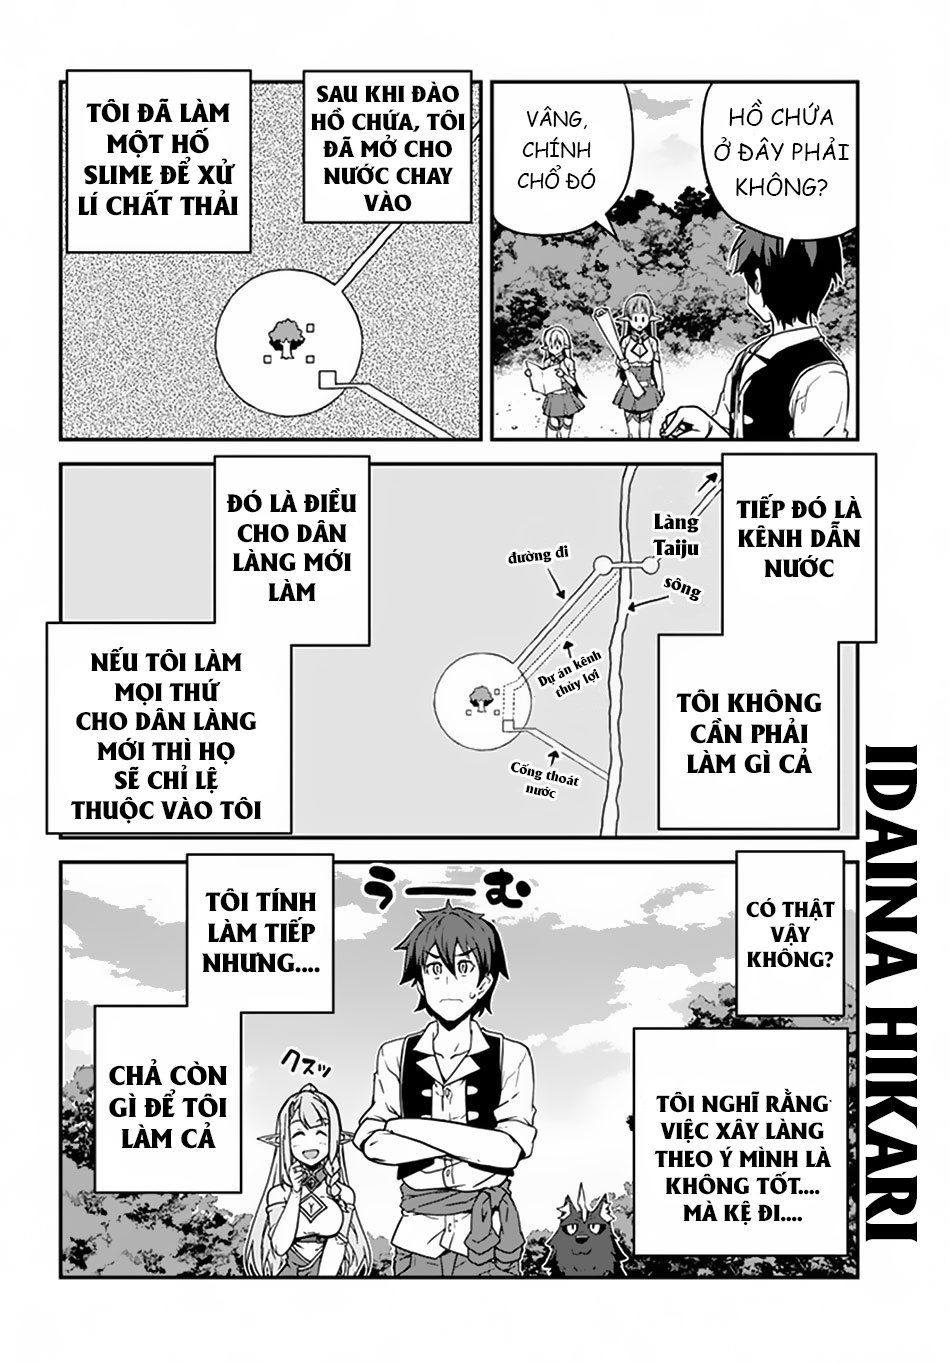 HỒ CHỨA
Ở ĐÂY PHẢI
KHÔNG?
VÂNG,
CHÍNH
CHỔ ĐÓ
SAU KHI ĐÀO
HỒ CHỨA, TÔI
ĐÃ MỞ CHO
NƯỚC CHAY
VÀO
TÔI ĐÃ LÀM
MỘT HỐ
SLIME ĐỂ XỬ
LÍ CHẤT THẢI
TIẾP ĐÓ LÀ
KÊNH DẪN
NƯỚC
TÔI KHÔNG
CẦN PHẢI
LÀM GÌ CẢ
Làng
Taiju
sông
đường đi
Dự án kênh
thủy lợi
Cống thoát
nước
ĐÓ LÀ ĐIỀU
CHO DÂN
LÀNG MỚI
LÀM
NẾU TÔI LÀM
MỌI THỨ
CHO DÂN LÀNG
MỚI THÌ HỌ
SẼ CHỈ LỆ
THUỘC VÀO TÔI
CÓ THẬT
VẬY
KHÔNG?
TÔI NGHĨ RẰNG
VIỆC XÂY LÀNG
THEO Ý MÌNH LÀ
KHÔNG TỐT....
MÀ KỆ ĐI....
うーむ
クスッ
TÔI TÍNH
LÀM TIẾP
NHƯNG....
CHẢ CÒN
GÌ ĐỂ TÔI
LÀM CẢ
IDAINA HIKARI